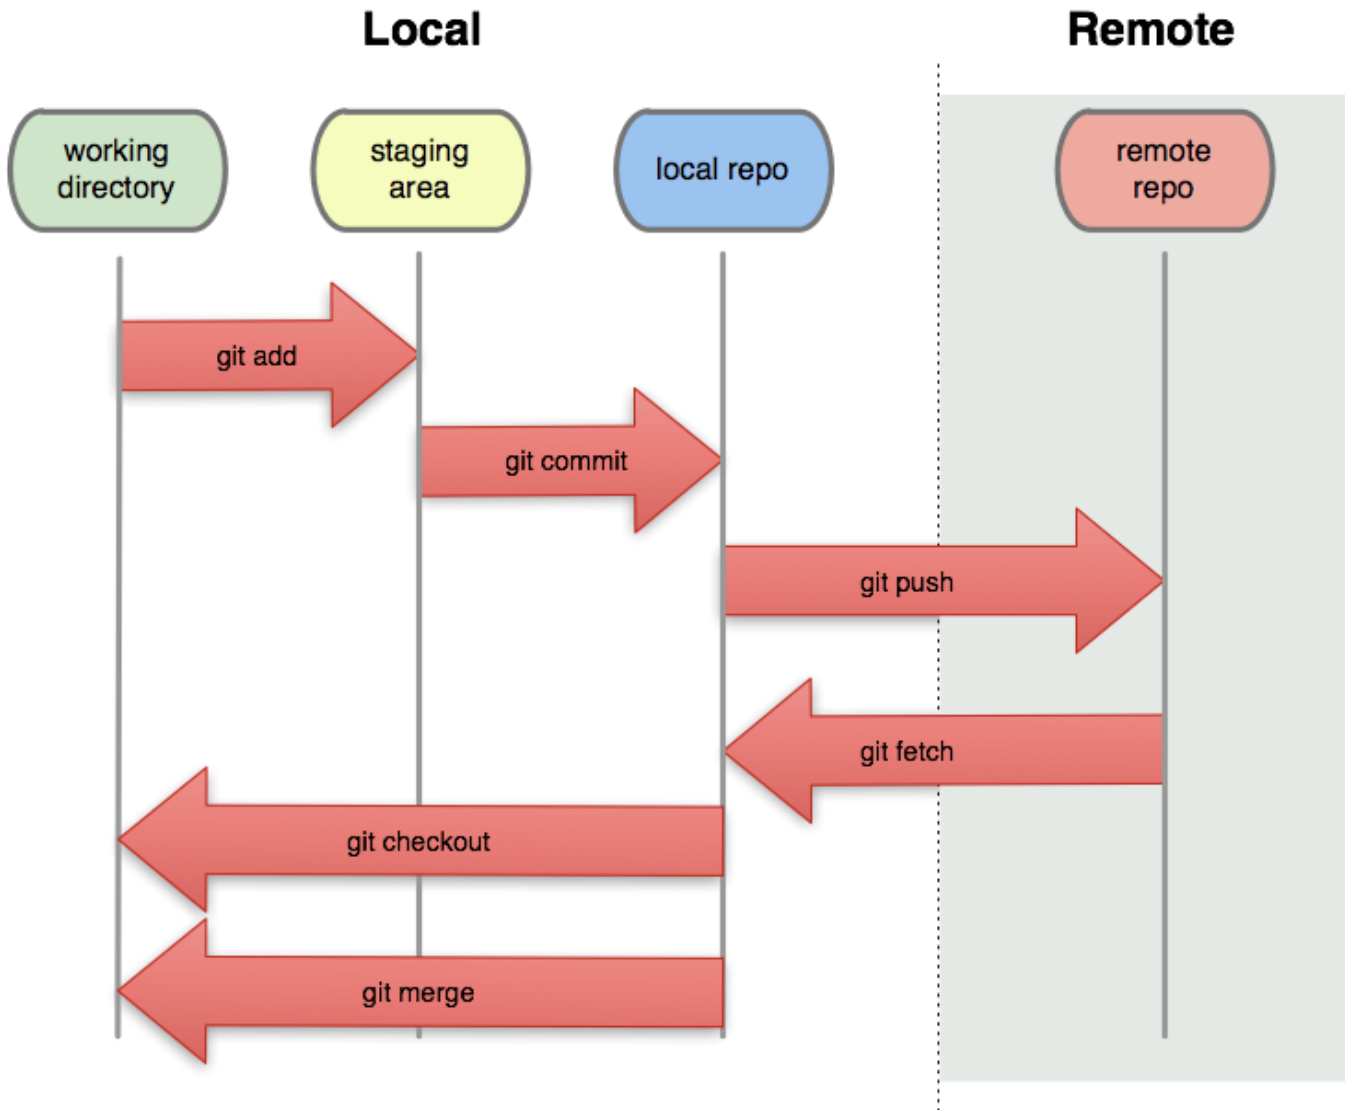 Local
Remote
working
directory
staging
area
local repo
remote
repo
git add
git commit
git push
git fetch
git checkout
git merge